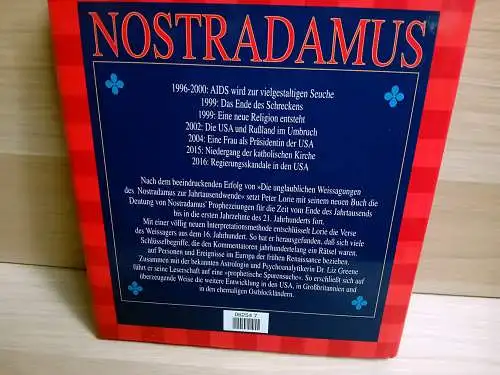 NOSTRADAMUS
1996-2000: AIDS wird zur vielgestaltigen Seuche
1999: Das Ende des Schreckens
1999: Eine neue Religion entsteht
2002: Die USA und Rußland im Umbruch
2004: Eine Frau als Präsidentin der USA
2015: Niedergang der katholischen Kirche
2016: Regierungsskandale in den USA
Nach dem beeindruckenden Erfolg von »Die unglaublichen Weissagungen
des Nostradamus zur Jahrtausendwende« setzt Peter Lorie mit seinem neuen Buch die
Deutung von Nostradamus' Prophezeiungen für die Zeit vom Ende des Jahrtausends
bis in die ersten Jahrzehnte des 21. Jahrhunderts fort.
Mit einer völlig neuen Interpretationsmethode entschlüsselt Lorie die Verse
des Weissagers aus dem 16. Jahrhundert. So hat er herausgefunden, daß sich viele
Schlüsselbegriffe, die den Kommentatoren jahrhundertelang ein Rätsel waren,
auf Personen und Ereignisse im Europa der frühen Renaissance beziehen.
Zusammen mit der bekannten Astrologin und Psychoanalytikerin Dr. Liz Greene
führt er seine Leserschaft auf eine »prophetische Spurensuche«. So erschließt sich auf
überzeugende Weise die weitere Entwicklung in den USA, in Großbritannien und
in den ehemaligen Ostblockländern.
08254 7